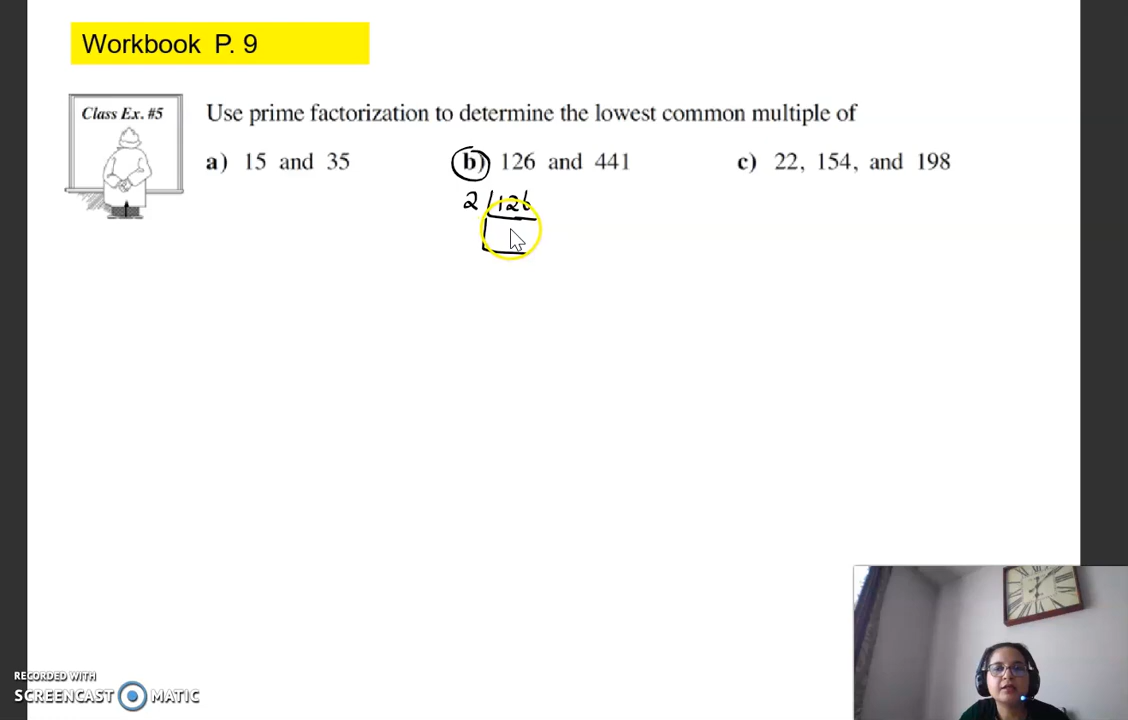 Workbook P. 9
Class Ex. #5
Use prime factorization to determine the lowest common multiple of
a) 15 and 35
b) 126 and 441
c) 22, 154, and 198
2 126
RECORDED WITH
SCREENCAST MATIC